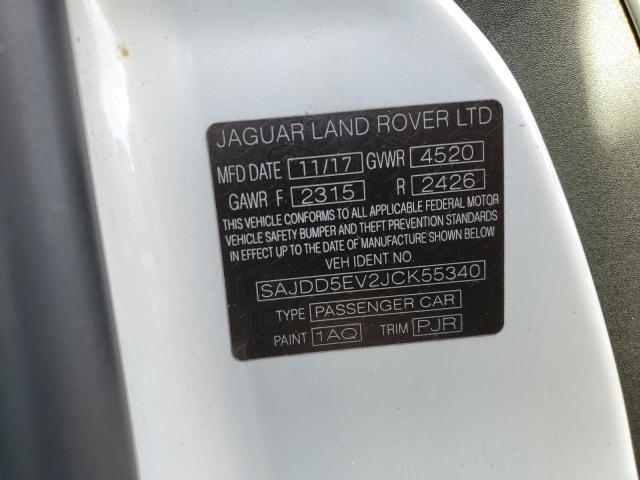 JAGUAR LAND ROVER LTD
MFD DATE 11/17 GVWR 4520
GAWR F 2315 R 2426
THIS VEHICLE CONFORMS TO ALL APPLICABLE FEDERAL MOTOR
VEHICLE SAFETY BUMPER AND THEFT PREVENTION STANDARDS
IN EFFECT UP TO THE DATE OF MANUFACTURE SHOWN BELOW
VEH IDENT NO
SAJDD5EV2JCK55340
TYPE PASSENGER CAR
PAINT 1AQ TRIM PJR